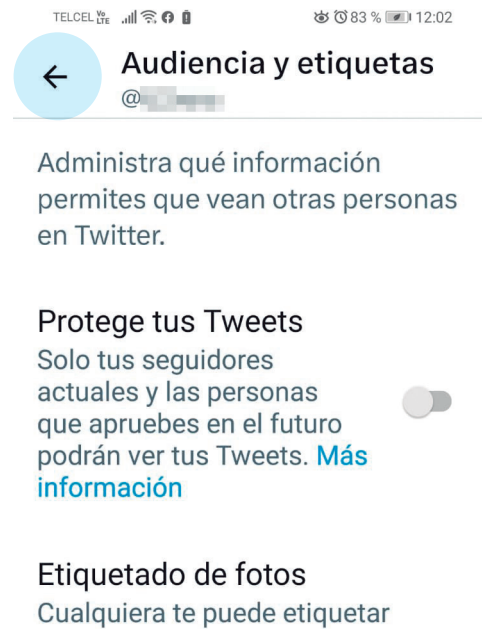 TELCEL Vo LTE 83 % 12:02
Audiencia y etiquetas
@
Administra qué información
permites que vean otras personas
en Twitter.
Protege tus Tweets
Solo tus seguidores
actuales y las personas
que apruebes en el futuro
podrán ver tus Tweets. Más
información
Etiquetado de fotos
Cualquiera te puede etiquetar